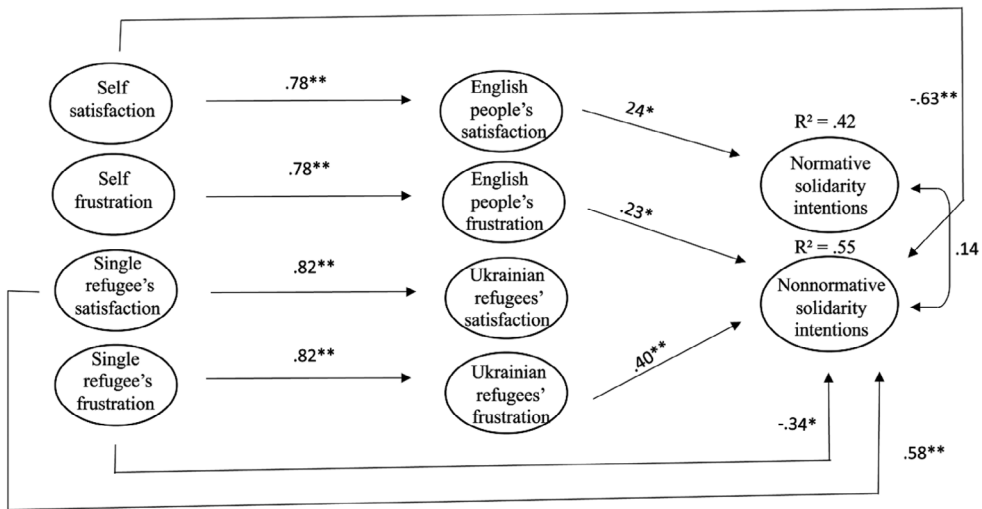 Self
satisfaction
.78**
English
people's
satisfaction
24*
-.63**
R² = .42
Normative
solidarity
intentions
Self
frustration
.78**
English
people's
frustration
.23*
R² = .55
.14
Single
refugee's
satisfaction
.82**
Ukrainian
refugees'
satisfaction
Nonnormative
solidarity
intentions
Single
refugee's
frustration
.82**
Ukrainian
refugees'
frustration
.40**
-.34*
.58**